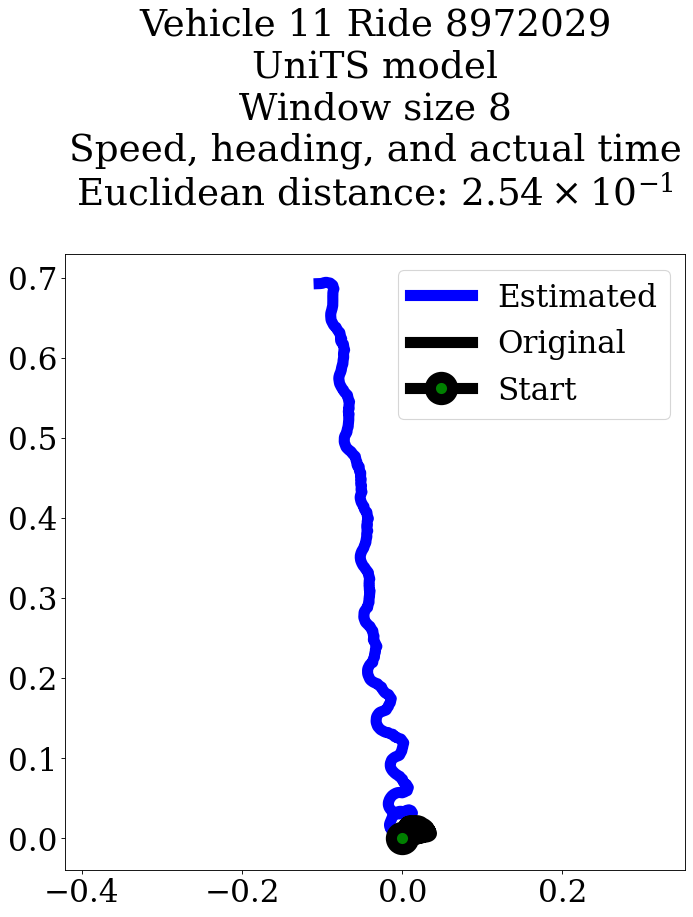 Vehicle 11 Ride 8972029
UniTS model
Window size 8
Speed, heading, and actual time
Euclidean distance: 2.54 × 10⁻¹
Estimated
Original
Start
0.7
0.6
0.5
0.4
0.3
0.2
0.1
0.0
−0.4 −0.2 0.0 0.2